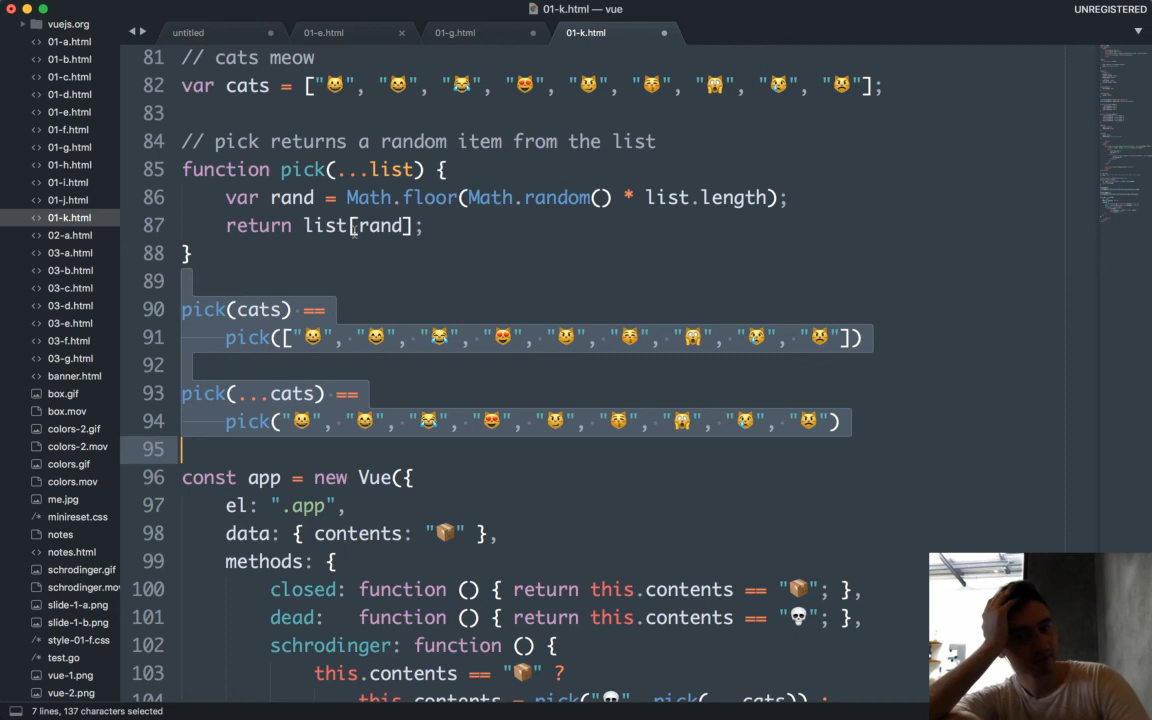 01-k.html — vue
UNREGISTERED
untitled
01-e.html
01-g.html
01-k.html
vuejs.org
01-a.html
01-b.html
01-c.html
01-d.html
01-e.html
01-f.html
01-g.html
01-h.html
01-i.html
01-j.html
01-k.html
02-a.html
03-a.html
03-b.html
03-c.html
03-d.html
03-e.html
03-f.html
03-g.html
banner.html
box.gif
box.mov
colors-2.gif
colors-2.mov
colors.gif
colors.mov
me.jpg
minireset.css
notes
notes.html
schrodinger.gif
schrodinger.mov
slide-1-a.png
slide-1-b.png
style-01-f.css
test.go
vue-1.png
vue-2.png
81 // cats meow
82 var cats = ["😺", "😸", "😹", "😻", "😼", "😽", "🙀", "😿", "😾"];
83
84 // pick returns a random item from the list
85 function pick(...list) {
86 var rand = Math.floor(Math.random() * list.length);
87 return list[rand];
88 }
89
90 pick(cats) ==
91 pick(["😺", "😸", "😹", "😻", "😼", "😽", "🙀", "😿", "😾"])
92
93 pick(...cats) ==
94 pick("😺", "😸", "😹", "😻", "😼", "😽", "🙀", "😿", "😾")
95
96 const app = new Vue({
97 el: ".app",
98 data: { contents: "📦" },
99 methods: {
100 closed: function () { return this.contents == "📦"; },
101 dead: function () { return this.contents == "💀"; },
102 schrodinger: function () {
103 this.contents == "📦" ?
104 this.contents = pick("💀", pick(...cats)) :
7 lines, 137 characters selected